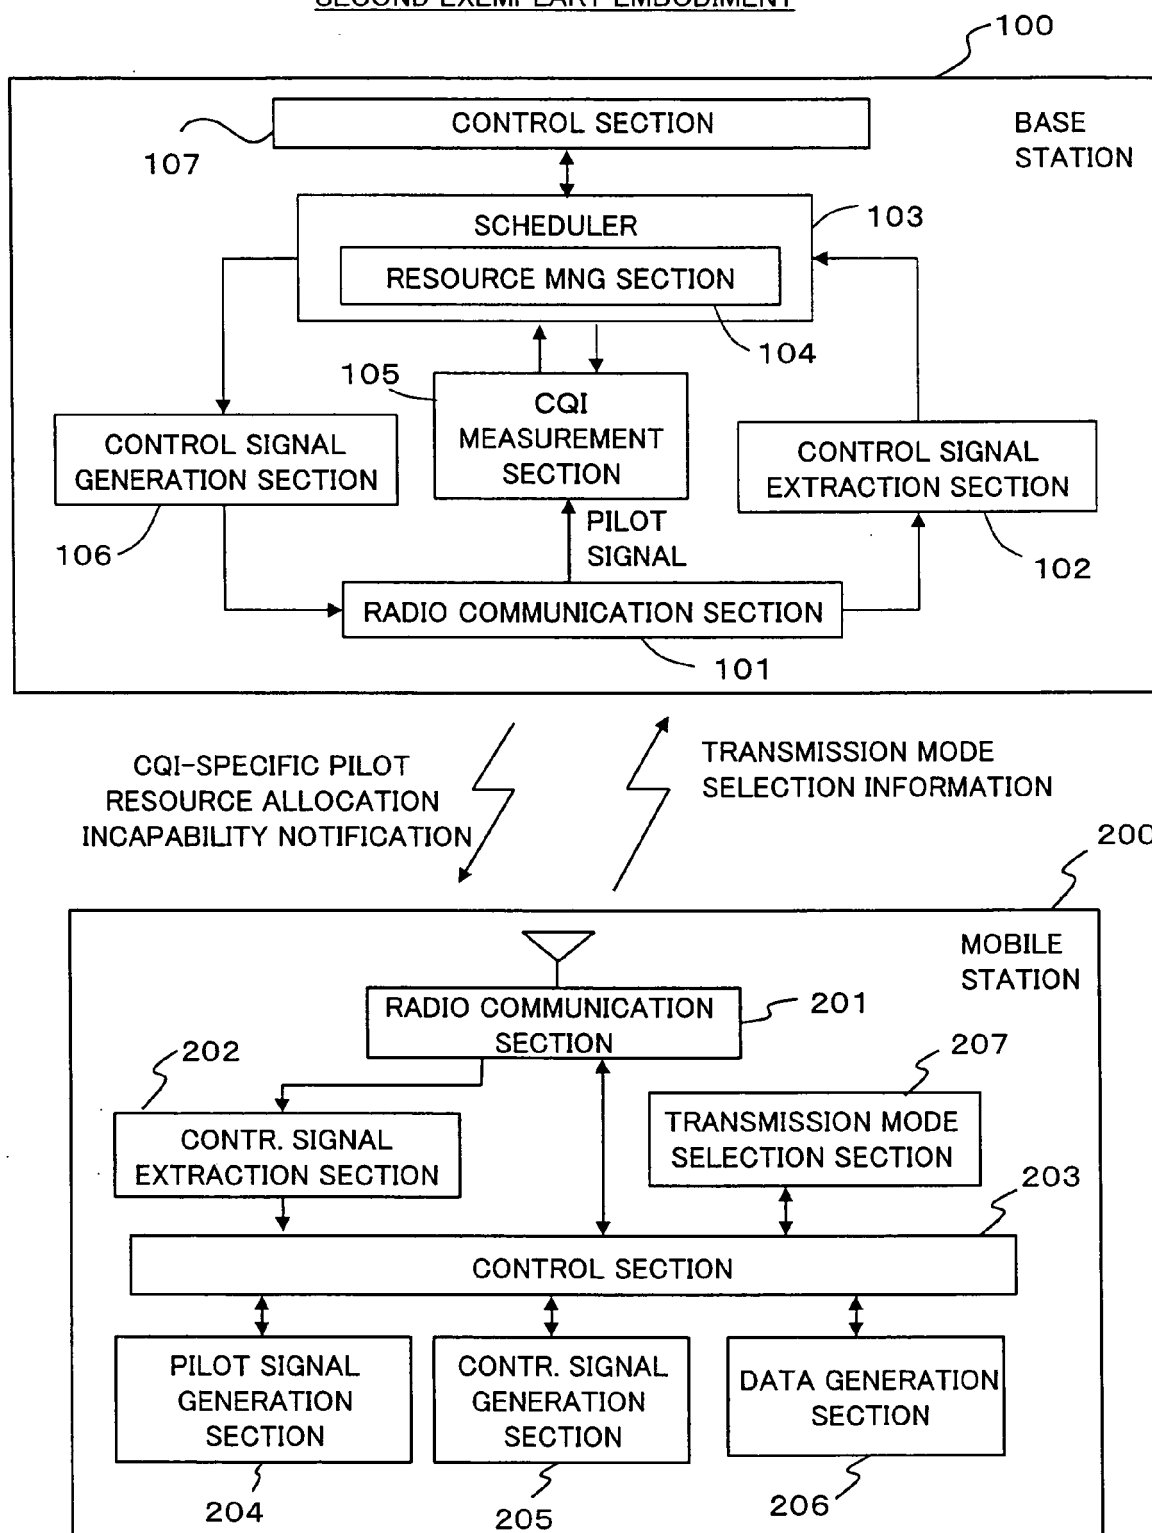 SECOND EXEMPLARY EMBODIMENT
100
CONTROL SECTION
BASE
STATION
107
SCHEDULER
103
RESOURCE MNG SECTION
104
105
CQI
MEASUREMENT
SECTION
CONTROL SIGNAL
GENERATION SECTION
CONTROL SIGNAL
EXTRACTION SECTION
PILOT
SIGNAL
106
102
RADIO COMMUNICATION SECTION
101
CQI-SPECIFIC PILOT
RESOURCE ALLOCATION
INCAPABILITY NOTIFICATION
TRANSMISSION MODE
SELECTION INFORMATION
200
MOBILE
STATION
RADIO COMMUNICATION
SECTION
201
202
207
CONTR. SIGNAL
EXTRACTION SECTION
TRANSMISSION MODE
SELECTION SECTION
203
CONTROL SECTION
PILOT SIGNAL
GENERATION
SECTION
CONTR. SIGNAL
GENERATION
SECTION
DATA GENERATION
SECTION
204
205
206